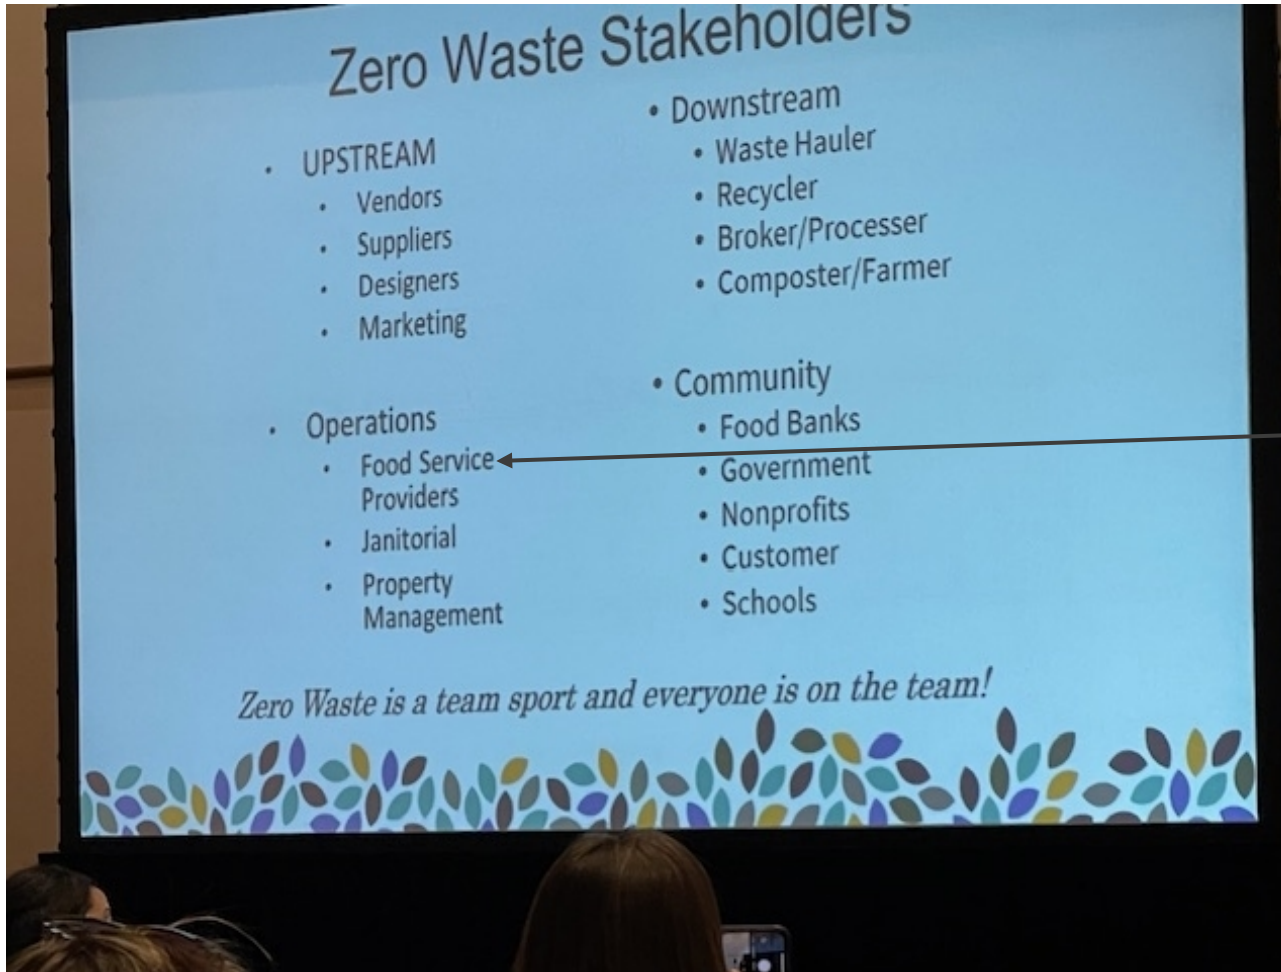 Zero Waste Stakeholders
UPSTREAM
Vendors
Suppliers
Designers
Marketing
Operations
Food Service
Providers
Janitorial
Property
Management
• Downstream
• Waste Hauler
• Recycler
• Broker/Processer
• Composter/Farmer
• Community
• Food Banks
• Government
• Nonprofits
• Customer
• Schools
Zero Waste is a team sport and everyone is on the team!